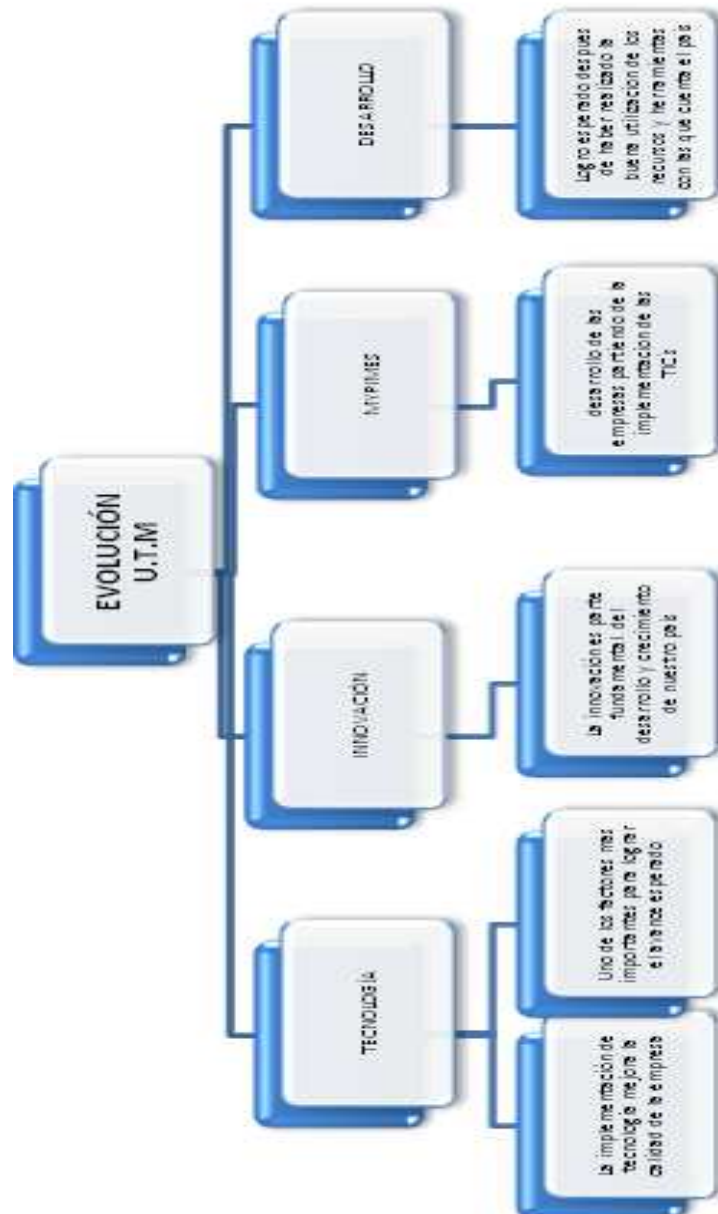 EVOLUCIÓN
U.T.M
TECNOLOGÍA
La implementación de
tecnología mejora la
calidad de la empresa
Uno de los factores mas
importantes para lograr
el avance esperado
INNOVACIÓN
La innovación es parte
fundamental del
desarrollo y crecimiento
de nuestro país
MYPIMES
desarrollo de las
empresas partiendo de la
implementación de las
TICs
DESARROLLO
Logro esperado despues
de haber realizado la
buena utilización de los
recursos y herramientas
con las que cuenta el país